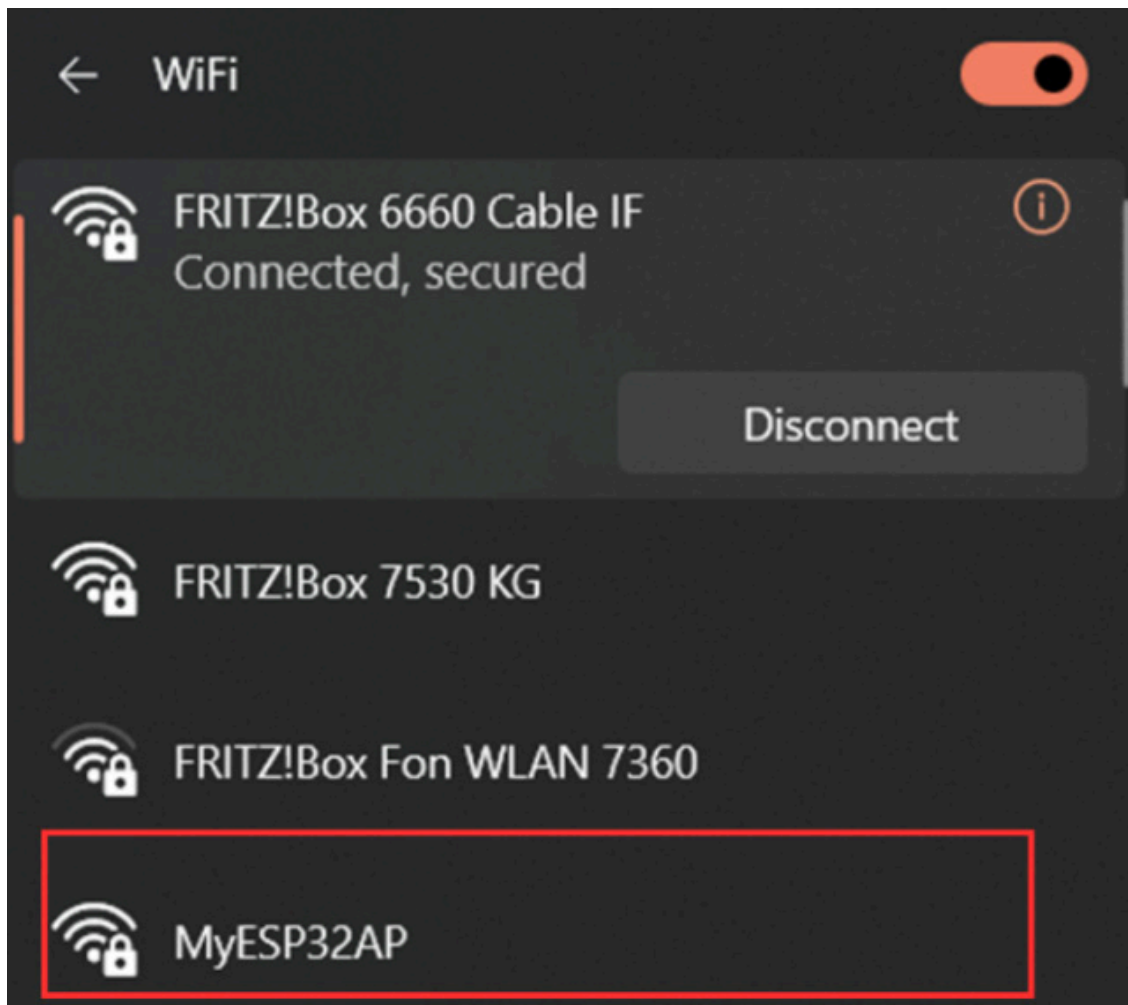 WiFi
FRITZ!Box 6660 Cable IF
Connected, secured
Disconnect
FRITZ!Box 7530 KG
FRITZ!Box Fon WLAN 7360
MyESP32AP